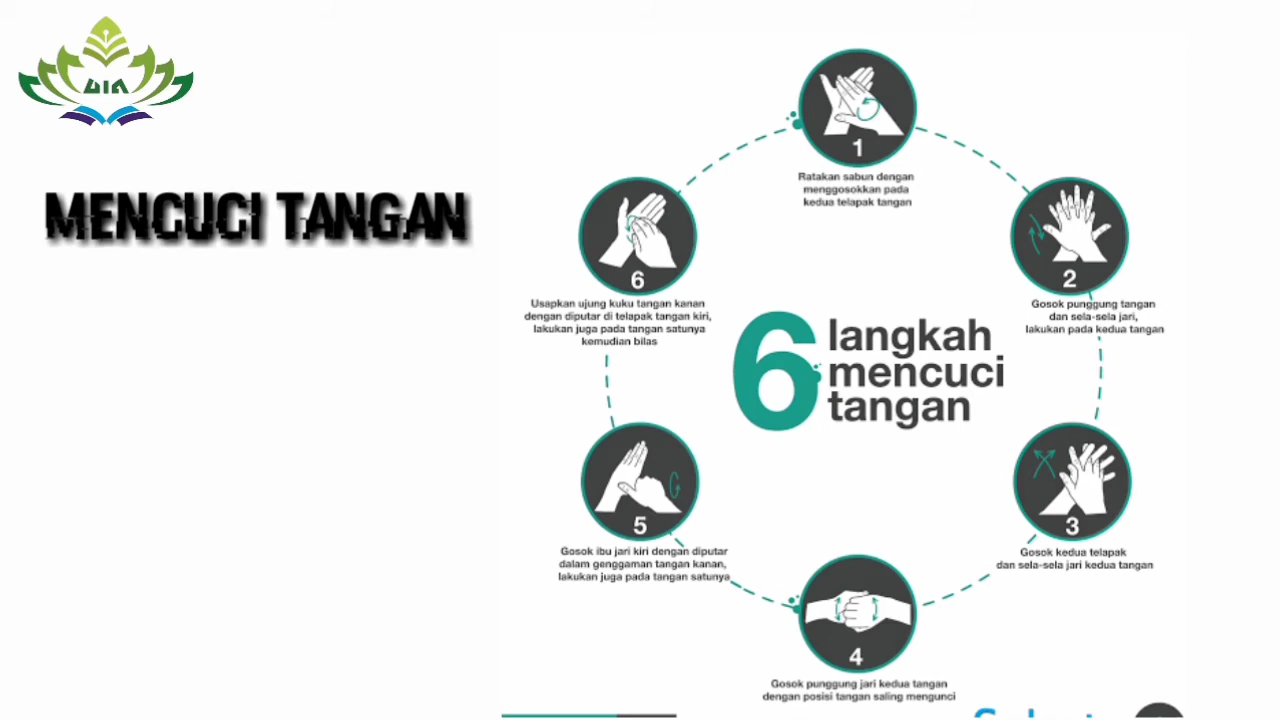 UIN
MENCUCI TANGAN
1
Ratakan sabun dengan
menggosokkan pada
kedua telapak tangan
2
Gosok punggung tangan
dan sela-sela jari,
lakukan pada kedua tangan
3
Gosok kedua telapak
dan sela-sela jari kedua tangan
4
Gosok punggung jari kedua tangan
dengan posisi tangan saling mengunci
5
Gosok ibu jari kiri dengan diputar
dalam genggaman tangan kanan,
lakukan juga pada tangan satunya
6
Usapkan ujung kuku tangan kanan
dengan diputar di telapak tangan kiri,
lakukan juga pada tangan satunya
kemudian bilas
6 langkah
mencuci
tangan